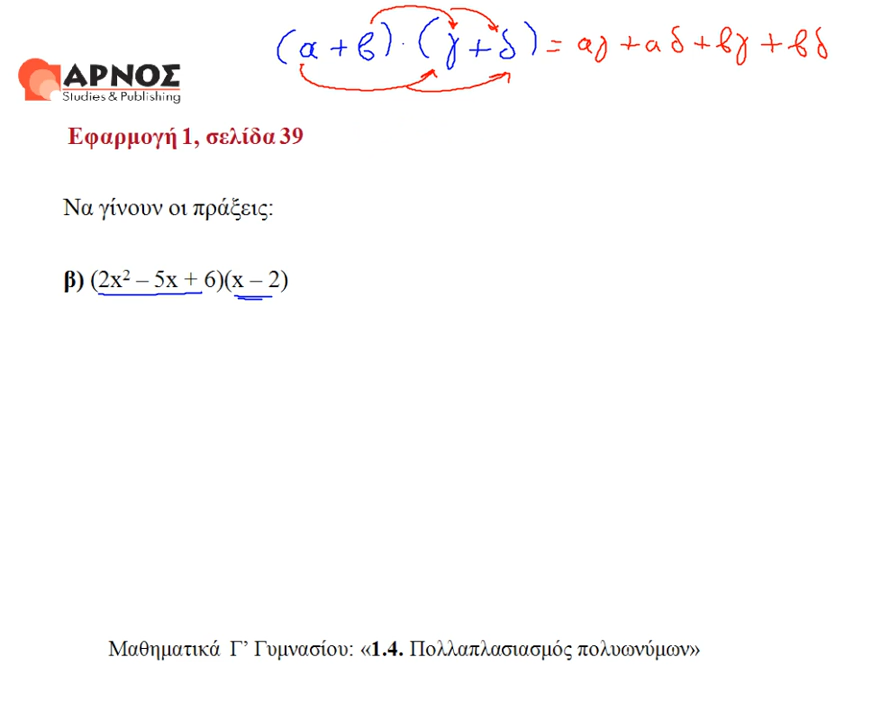 (α + β) · (γ + δ) = αγ + αδ + βγ + βδ
ΑΡΝΟΣ
Studies & Publishing
Εφαρμογή 1, σελίδα 39
Να γίνουν οι πράξεις:
β) (2x² – 5x + 6)(x – 2)
Μαθηματικά Γ’ Γυμνασίου: «1.4. Πολλαπλασιασμός πολυωνύμων»